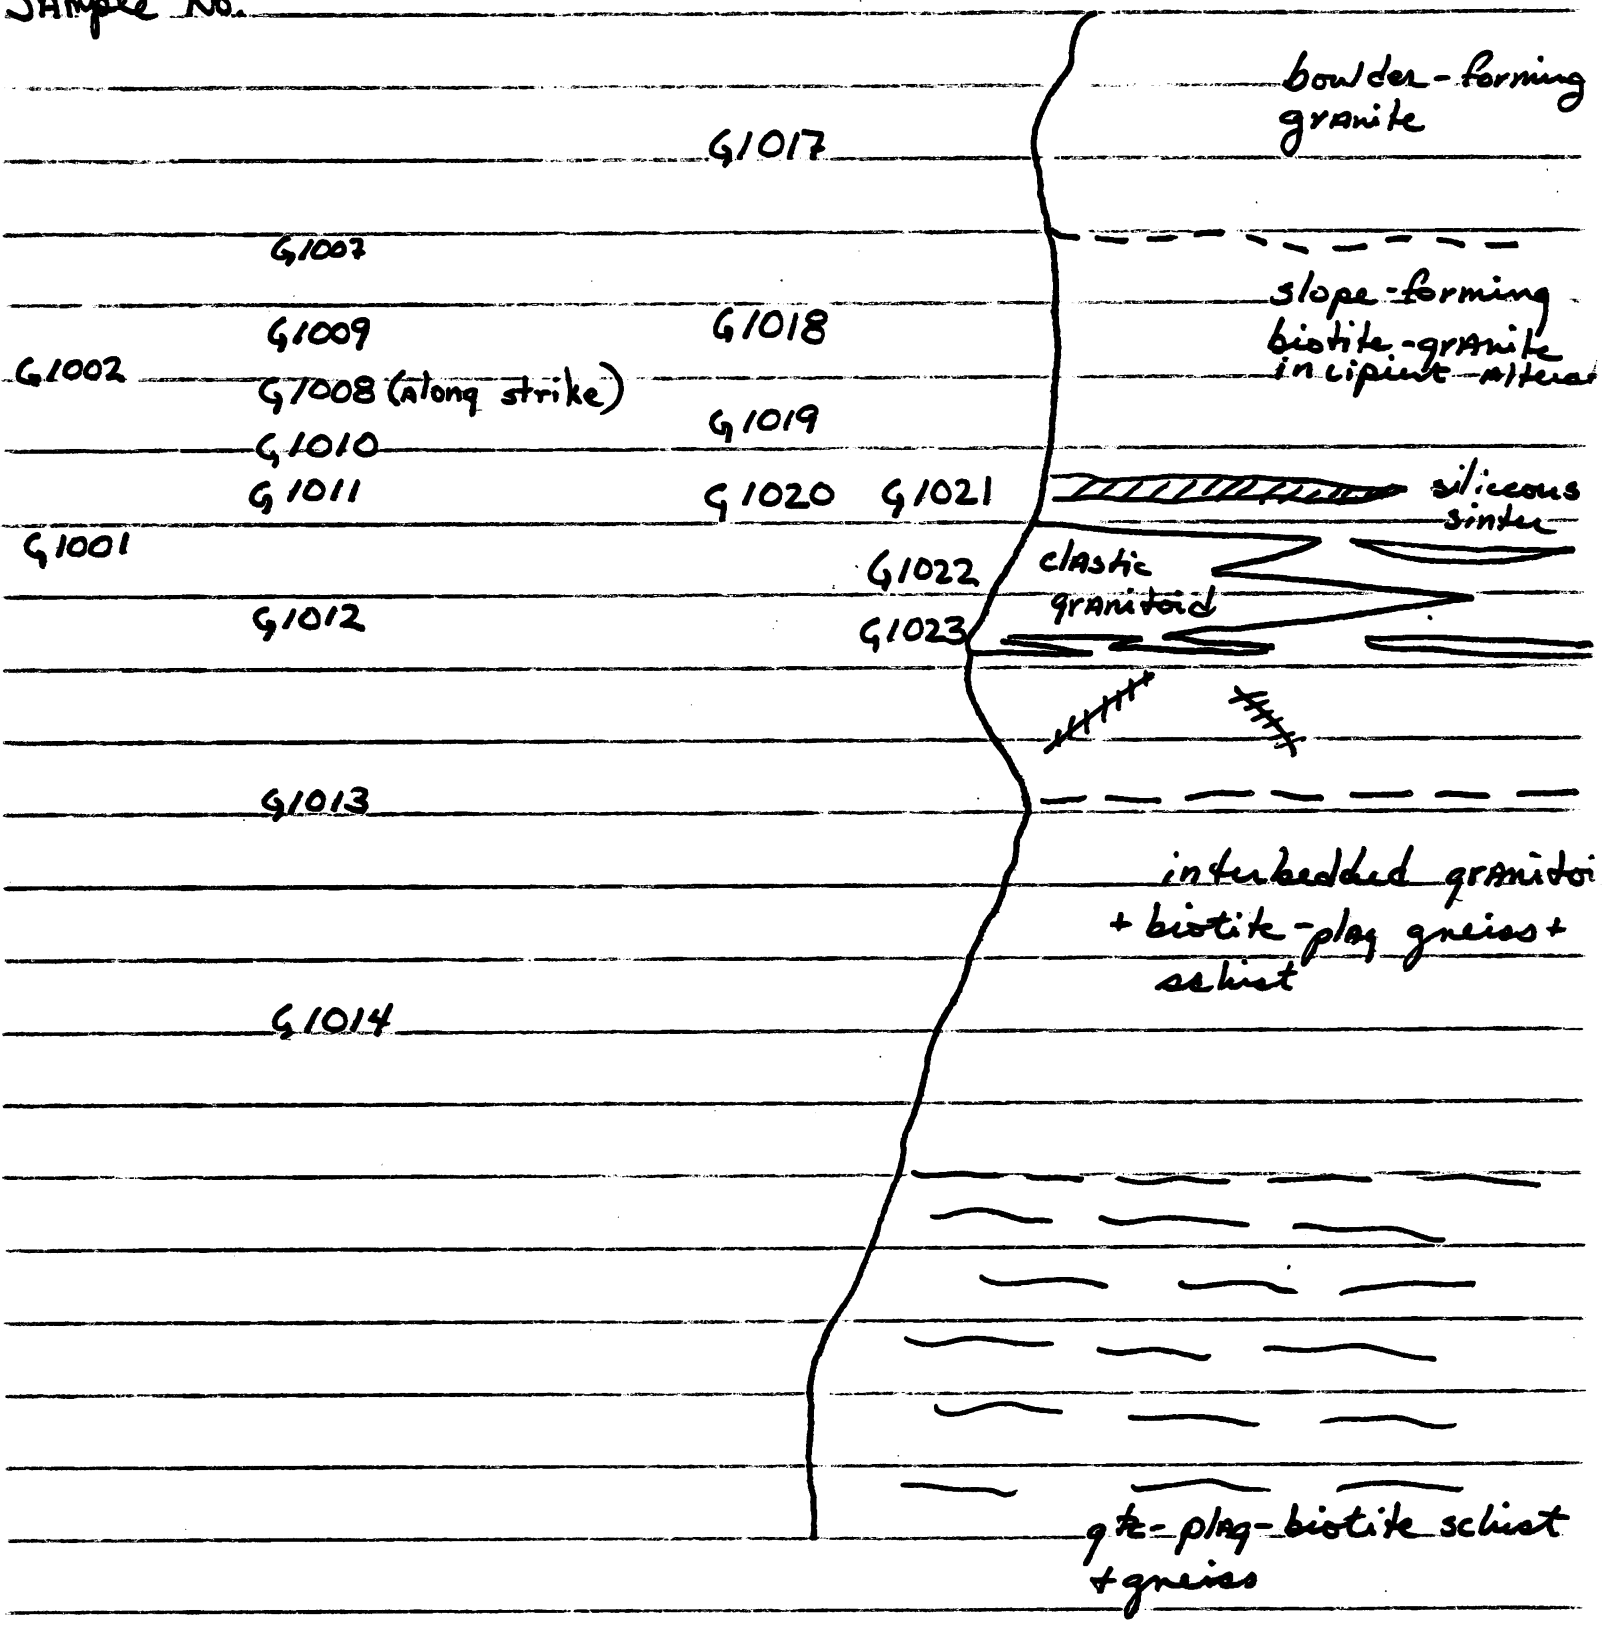 SAmple No.
boulder-forming
granite
G1017
G1007
slope-forming
G1009
G1018
biotite-granite
G1002
incipient alterat
G1008 (along strike)
G1019
G1010
G1011
G1020
G1021
siliceous
sinter
G1001
G1022
clastic
granitoid
G1012
G1023
G1013
interbedded granitoi
+ biotite-plag gneiss +
schist
G1014
qtz-plag-biotite schist
+ gneiss